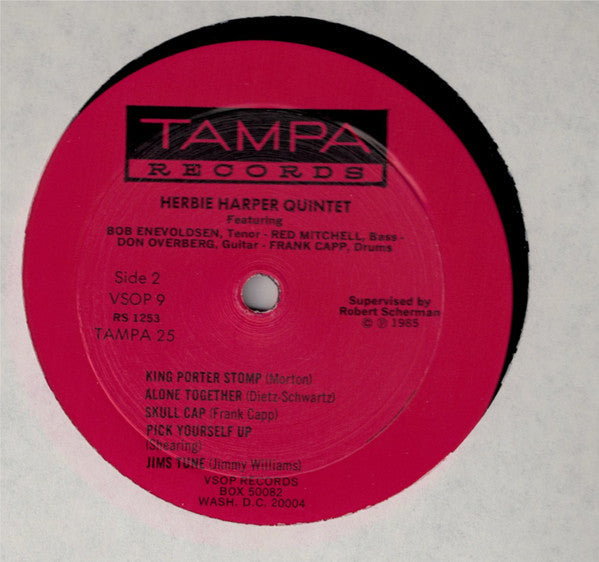 TAMPA
RECORDS
HERBIE HARPER QUINTET
Featuring
BOB ENEVOLDSEN, Tenor - RED MITCHELL, Bass -
DON OVERBERG, Guitar - FRANK CAPP, Drums
Side 2
VSOP 9
RS 1253
TAMPA 25
Supervised by
Robert Scherman
© ℗ 1985
KING PORTER STOMP (Morton)
ALONE TOGETHER (Dietz-Schwartz)
SKULL CAP (Frank Capp)
PICK YOURSELF UP
(Shearing)
JIMS TUNE (Jimmy Williams)
VSOP RECORDS
BOX 50082
WASH. D.C. 20004